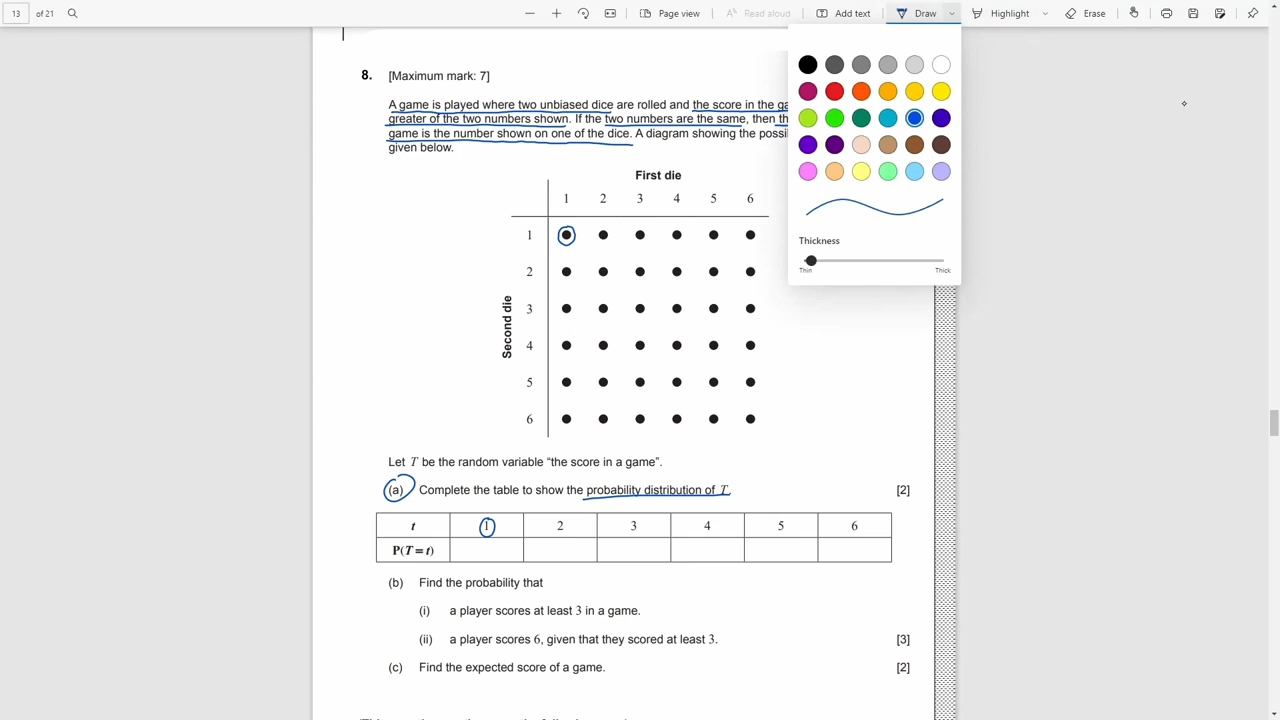 13 of 21 Page view Read aloud Add text Draw Highlight Erase
8. [Maximum mark: 7]
A game is played where two unbiased dice are rolled and the score in the ga
greater of the two numbers shown. If the two numbers are the same, then th
game is the number shown on one of the dice. A diagram showing the possi
given below.
Thickness
Thin Thick
First die
1 2 3 4 5 6
Second die
1
2
3
4
5
6
Let T be the random variable “the score in a game”.
(a) Complete the table to show the probability distribution of T. [2]
t 1 2 3 4 5 6
P(T = t)
(b) Find the probability that
(i) a player scores at least 3 in a game.
(ii) a player scores 6, given that they scored at least 3. [3]
(c) Find the expected score of a game. [2]